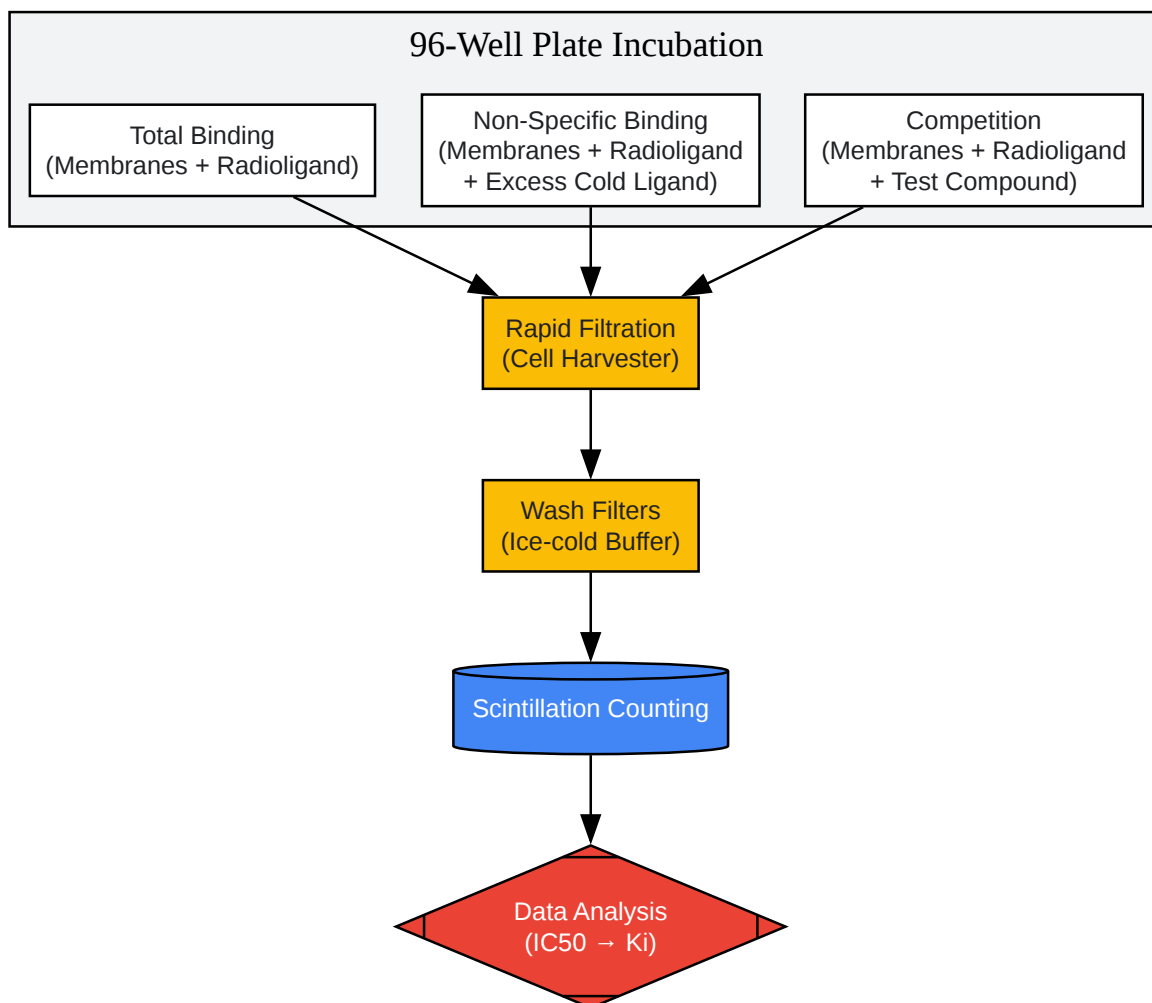 96-Well Plate Incubation
Total Binding
(Membranes + Radioligand)
Non-Specific Binding
(Membranes + Radioligand
+ Excess Cold Ligand)
Competition
(Membranes + Radioligand
+ Test Compound)
Rapid Filtration
(Cell Harvester)
Wash Filters
(Ice-cold Buffer)
Scintillation Counting
Data Analysis
(IC50 → Ki)